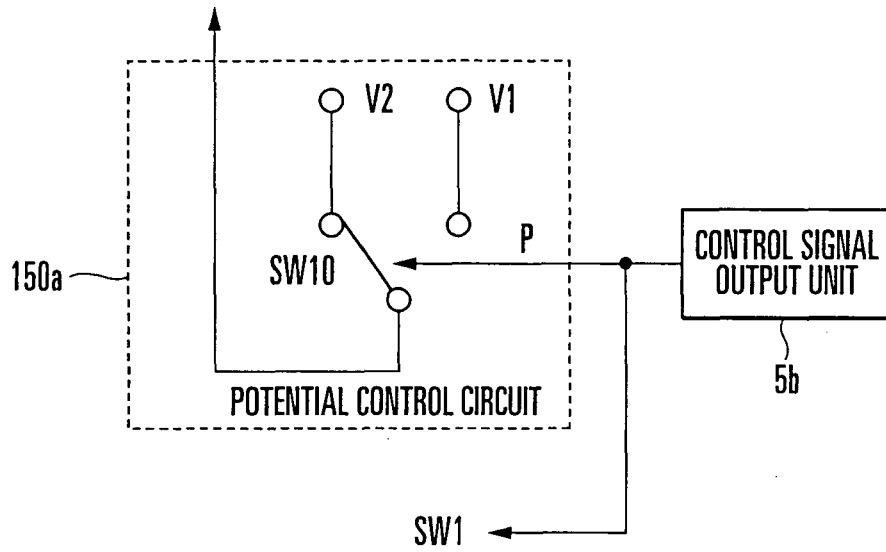 V2
V1
P
CONTROL SIGNAL
OUTPUT UNIT
150a
SW10
5b
POTENTIAL CONTROL CIRCUIT
SW1